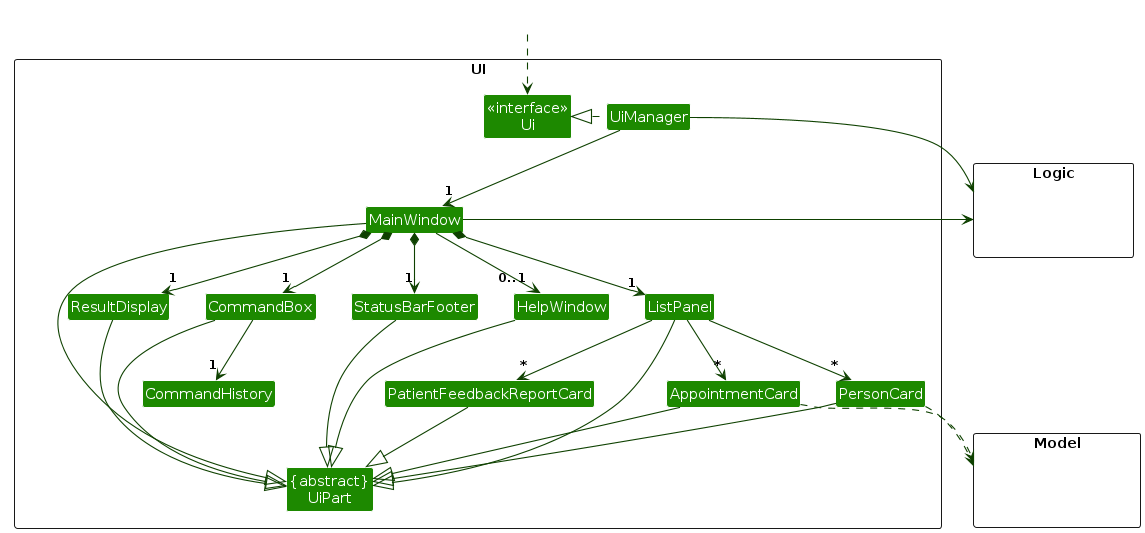 UI
«interface»
Ui
UiManager
Logic
1
MainWindow
1
1
1
0..1
1
ResultDisplay
CommandBox
StatusBarFooter
HelpWindow
ListPanel
1
*
*
*
CommandHistory
PatientFeedbackReportCard
AppointmentCard
PersonCard
Model
{abstract}
UiPart